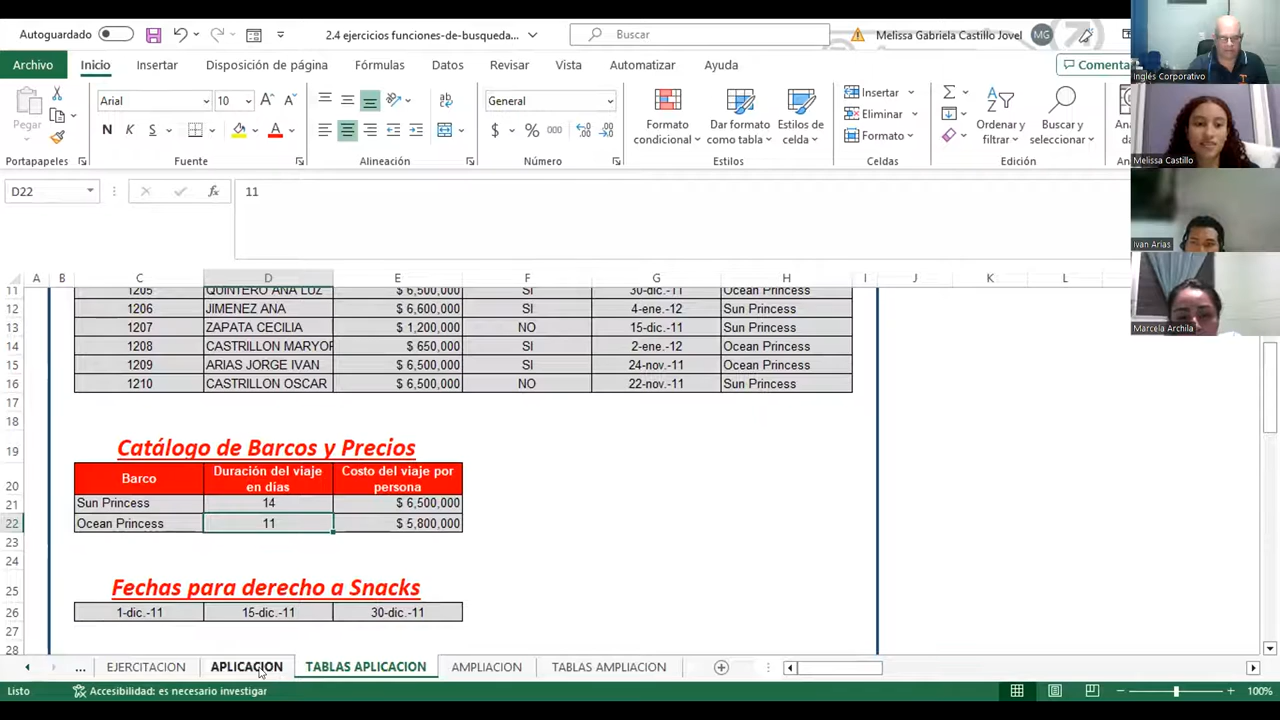 Autoguardado
2.4 ejercicios funciones-de-busqueda...
Buscar
Melissa Gabriela Castillo Jovel
MG
Archivo
Inicio
Insertar
Disposición de página
Fórmulas
Datos
Revisar
Vista
Automatizar
Ayuda
Pegar
Arial
10
N K S
General
$ % 000
Formato condicional
Dar formato como tabla
Estilos de celda
Insertar
Eliminar
Formato
Ordenar y filtrar
Buscar y seleccionar
Portapapeles
Fuente
Alineación
Número
Estilos
Celdas
Edición
Inglés Corporativo
Melissa Castillo
Ivan Arias
Marcela Archila
D22
fx
11
A B C D E F G H I J K L
11 1205 QUINTERO ANA LUZ $ 6,500,000 SI 30-dic.-11 Ocean Princess
12 1206 JIMENEZ ANA $ 6,600,000 SI 4-ene.-12 Sun Princess
13 1207 ZAPATA CECILIA $ 1,200,000 NO 15-dic.-11 Sun Princess
14 1208 CASTRILLON MARYOR $ 650,000 SI 2-ene.-12 Ocean Princess
15 1209 ARIAS JORGE IVAN $ 6,500,000 SI 24-nov.-11 Ocean Princess
16 1210 CASTRILLON OSCAR $ 6,500,000 NO 22-nov.-11 Sun Princess
17
18
19 Catálogo de Barcos y Precios
20 Barco Duración del viaje en días Costo del viaje por persona
21 Sun Princess 14 $ 6,500,000
22 Ocean Princess 11 $ 5,800,000
23
24
25 Fechas para derecho a Snacks
26 1-dic.-11 15-dic.-11 30-dic.-11
27
28
... EJERCITACION APLICACION TABLAS APLICACION AMPLIACION TABLAS AMPLIACION
Listo
Accesibilidad: es necesario investigar
100%